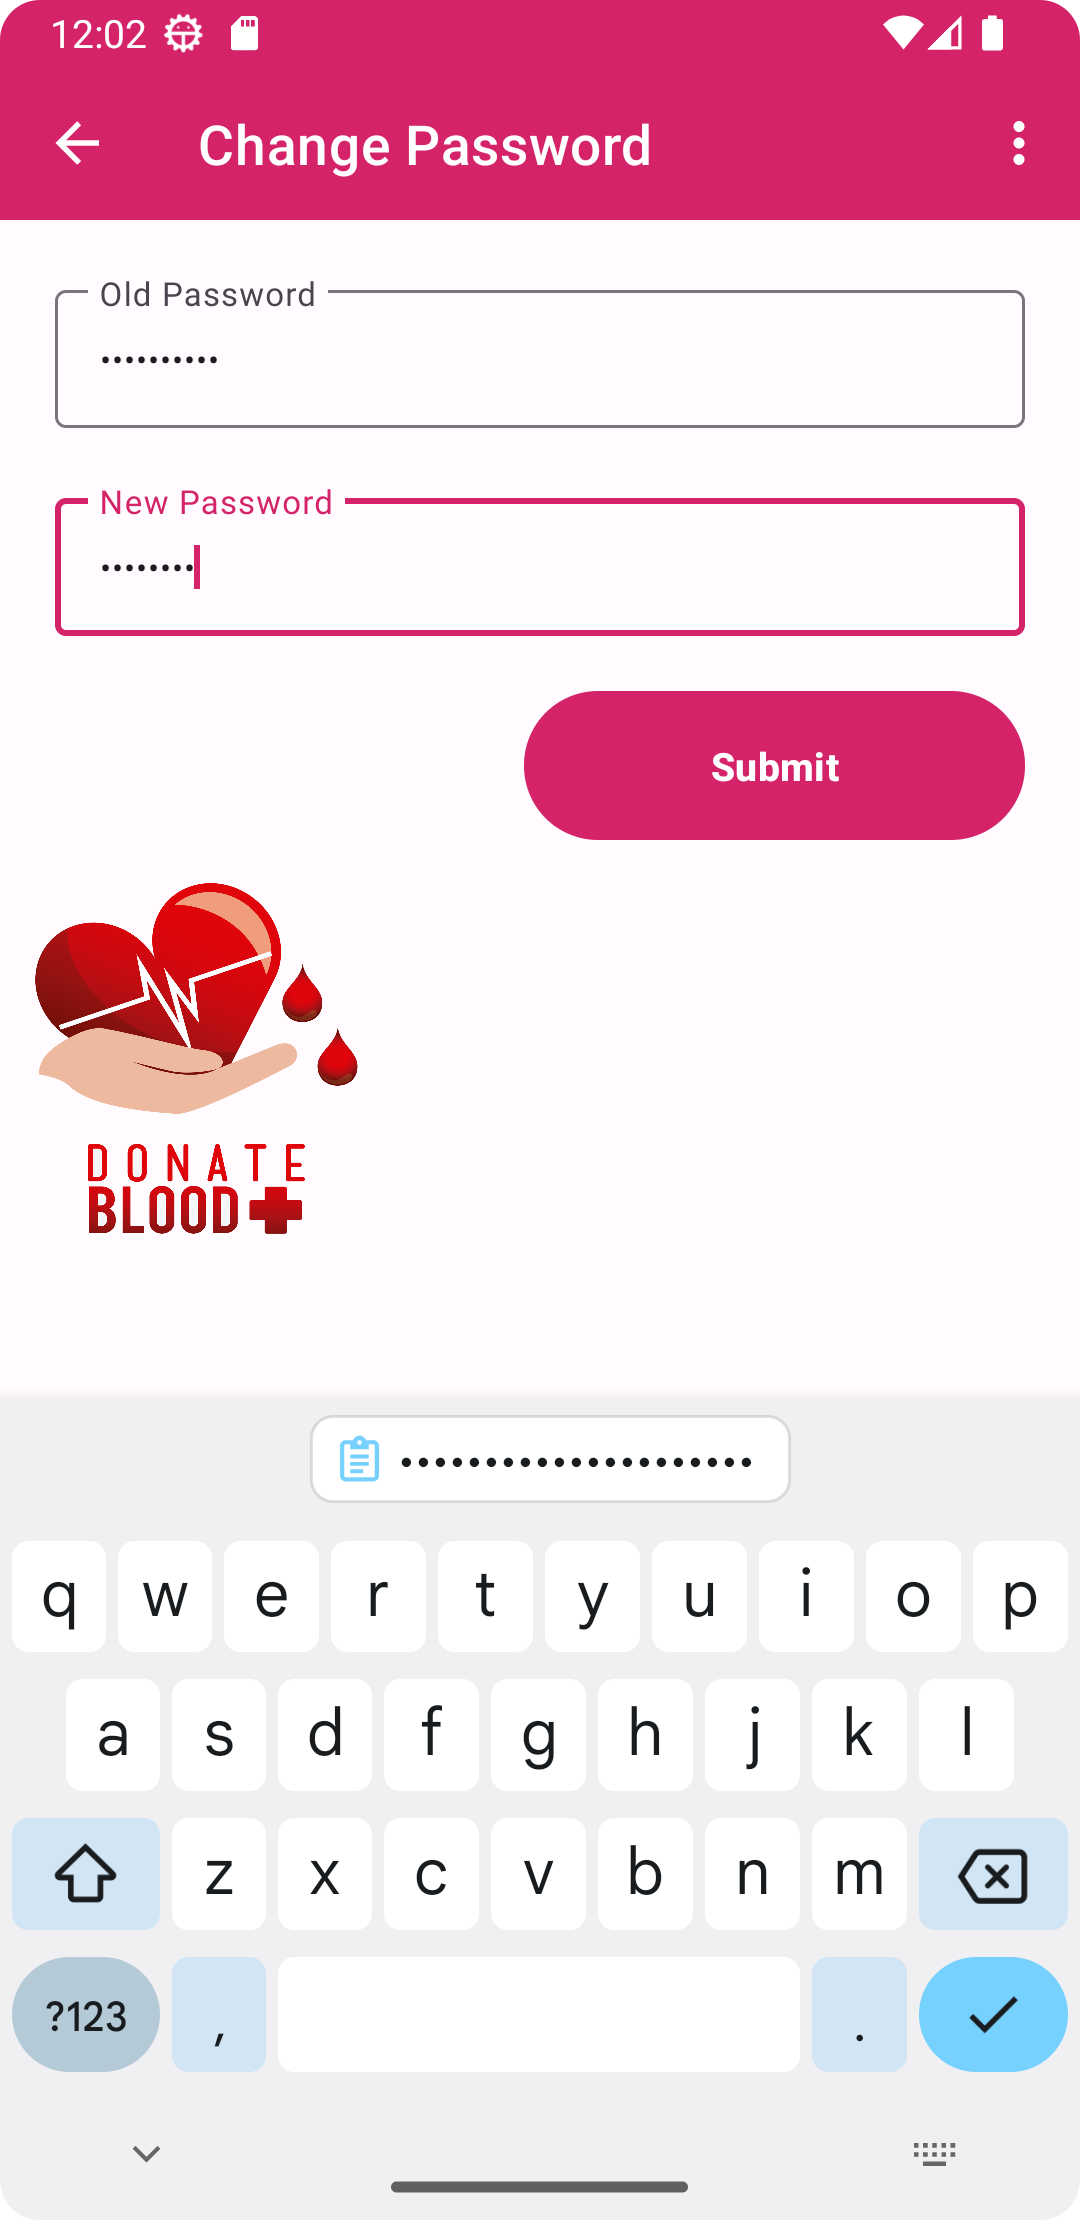 12:02
Change Password
Old Password
••••••••••
New Password
••••••••
Submit
DONATE
BLOOD
•••••••••••••••••••••
q w e r t y u i o p
a s d f g h j k l
z x c v b n m
?123 , .